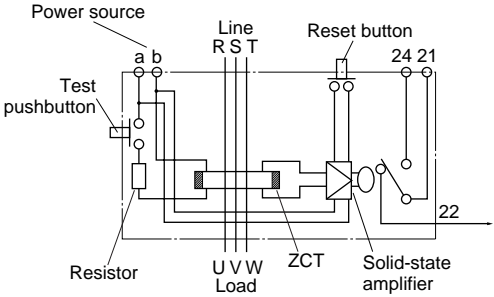 Power source
a b
Line
R S T
Reset button
24 21
Test
pushbutton
22
Resistor
U V W
Load
ZCT
Solid-state
amplifier